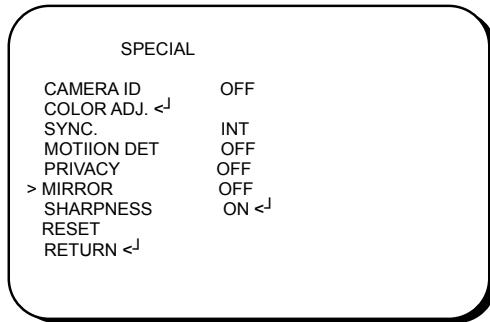 SPECIAL
CAMERA ID OFF
COLOR ADJ. <┘
SYNC. INT
MOTIION DET OFF
PRIVACY OFF
> MIRROR OFF
SHARPNESS ON <┘
RESET
RETURN <┘